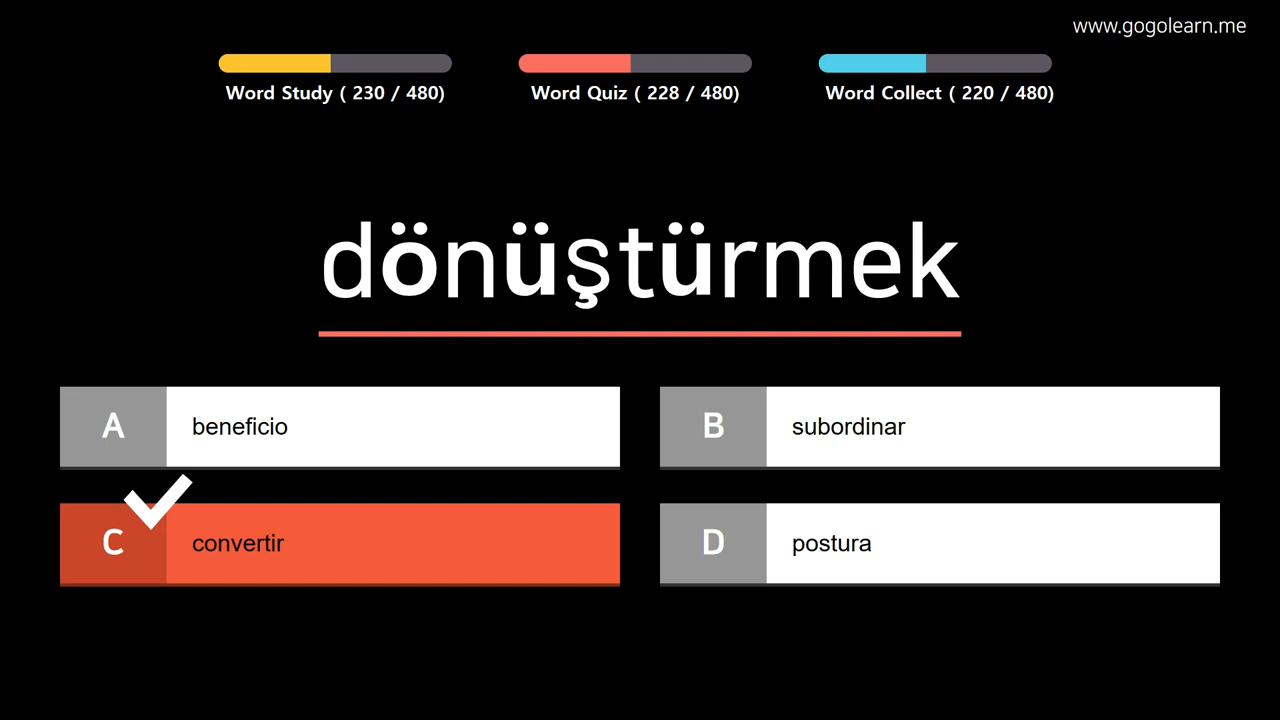 www.gogolearn.me
Word Study ( 230 / 480)
Word Quiz ( 228 / 480)
Word Collect ( 220 / 480)
dönüştürmek
A beneficio
B subordinar
C convertir
D postura